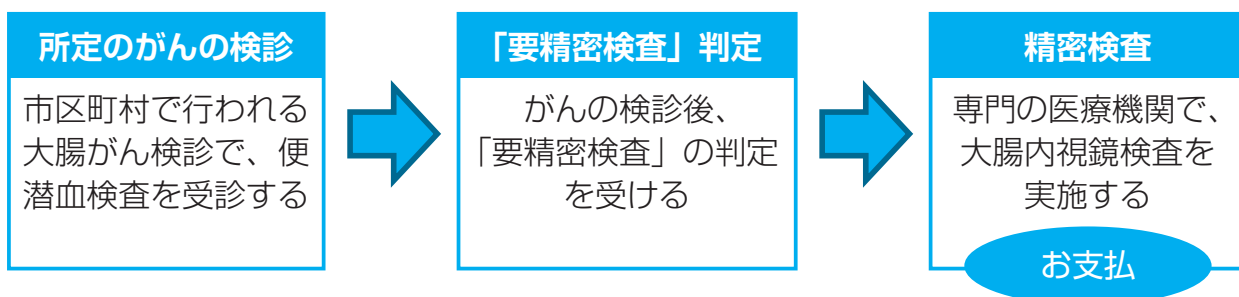 所定のがんの検診
市区町村で行われる
大腸がん検診で、便
潜血検査を受診する
「要精密検査」判定
がんの検診後、
「要精密検査」の判定
を受ける
精密検査
専門の医療機関で、
大腸内視鏡検査を
実施する
お支払